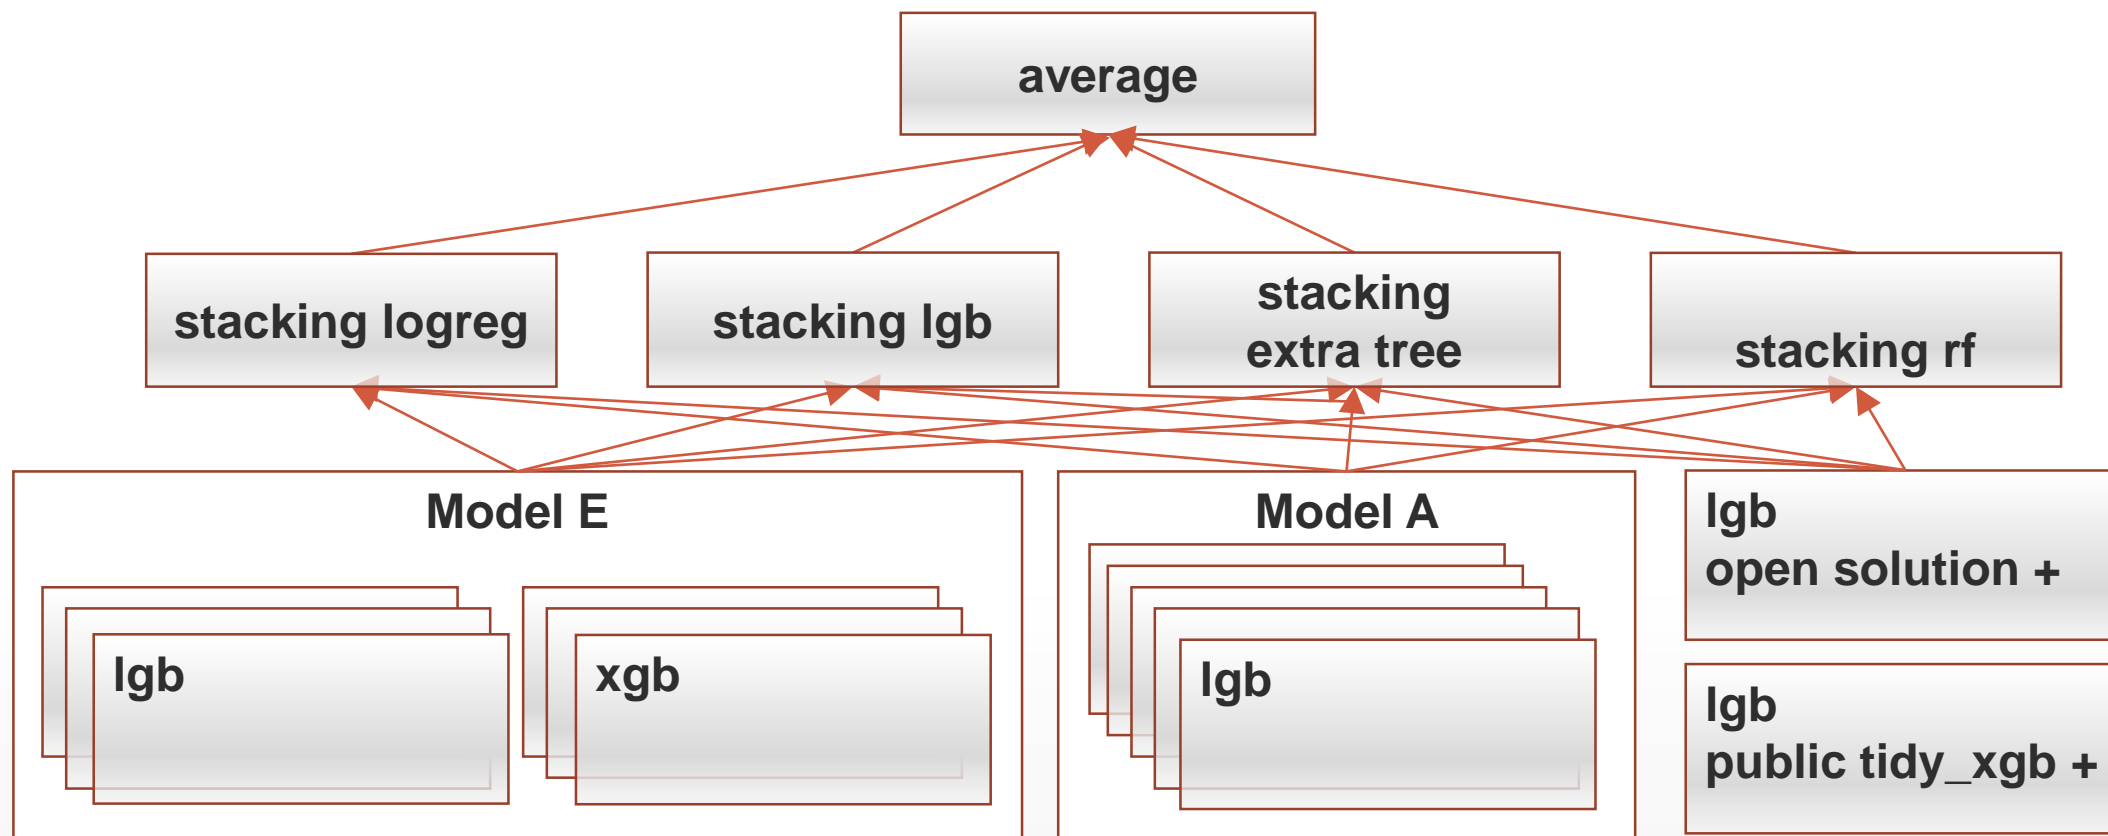 average
stacking logreg
stacking lgb
stacking
extra tree
stacking rf
Model E
Model A
lgb
xgb
lgb
lgb
open solution +
lgb
public tidy_xgb +